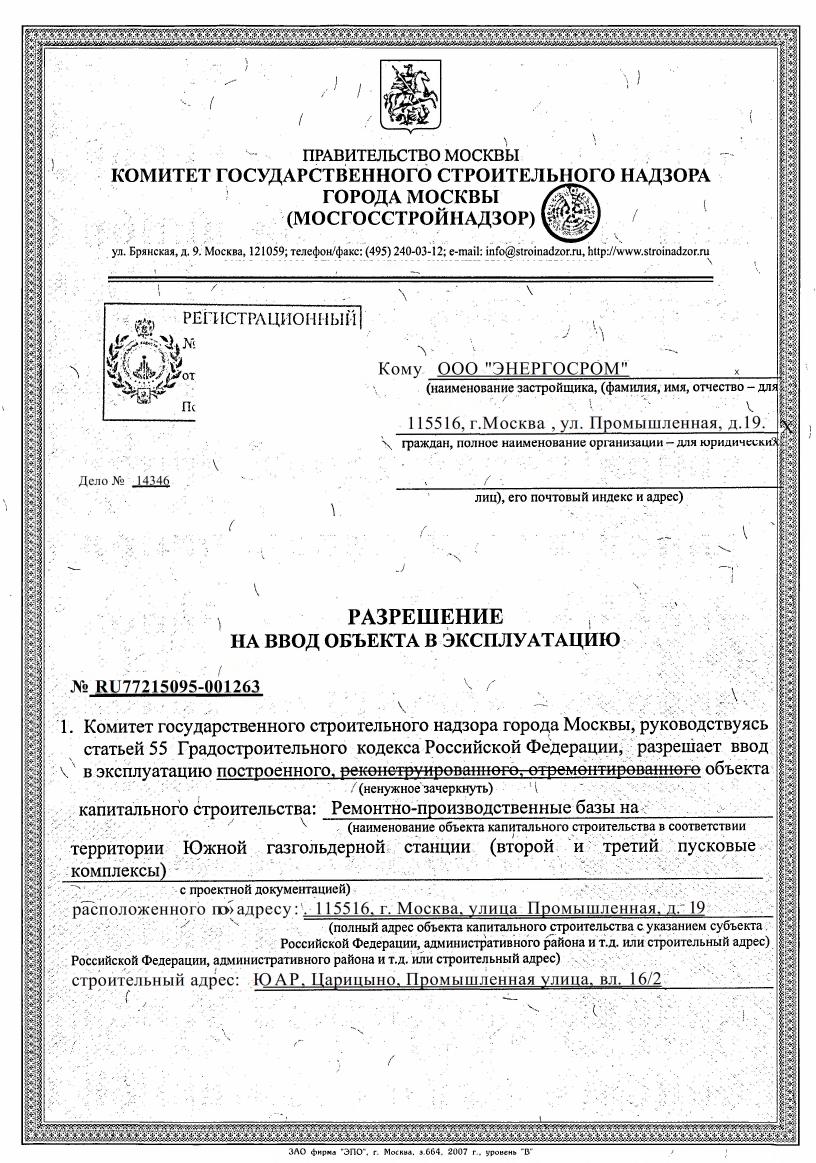 ПРАВИТЕЛЬСТВО МОСКВЫ
КОМИТЕТ ГОСУДАРСТВЕННОГО СТРОИТЕЛЬНОГО НАДЗОРА
ГОРОДА МОСКВЫ
(МОСГОССТРОЙНАДЗОР)
ул. Брянская, д. 9. Москва, 121059; телефон/факс: (495) 240-03-12; e-mail: info@stroinadzor.ru, http://www.stroinadzor.ru
РЕГИСТРАЦИОННЫЙ
№
от
Кому ООО "ЭНЕРГОСРОМ"
(наименование застройщика, (фамилия, имя, отчество – для
115516, г.Москва , ул. Промышленная, д.19.
граждан, полное наименование организации – для юридических
Дело № 14346
лиц), его почтовый индекс и адрес)
РАЗРЕШЕНИЕ
НА ВВОД ОБЪЕКТА В ЭКСПЛУАТАЦИЮ
№ RU77215095-001263
1. Комитет государственного строительного надзора города Москвы, руководствуясь
статьей 55 Градостроительного кодекса Российской Федерации, разрешает ввод
в эксплуатацию построенного, реконструированного, отремонтированного объекта
(ненужное зачеркнуть)
капитального строительства: Ремонтно-производственные базы на
(наименование объекта капитального строительства в соответствии
территории Южной газгольдерной станции (второй и третий пусковые
комплексы)
с проектной документацией)
расположенного по адресу: 115516, г. Москва, улица Промышленная, д. 19
(полный адрес объекта капитального строительства с указанием субъекта
Российской Федерации, административного района и т.д. или строительный адрес)
Российской Федерации, административного района и т.д. или строительный адрес)
строительный адрес: ЮАР, Царицыно, Промышленная улица, вл. 16/2
ЗАО фирма "ЭПО", г. Москва, з.664, 2007 г., уровень "В"